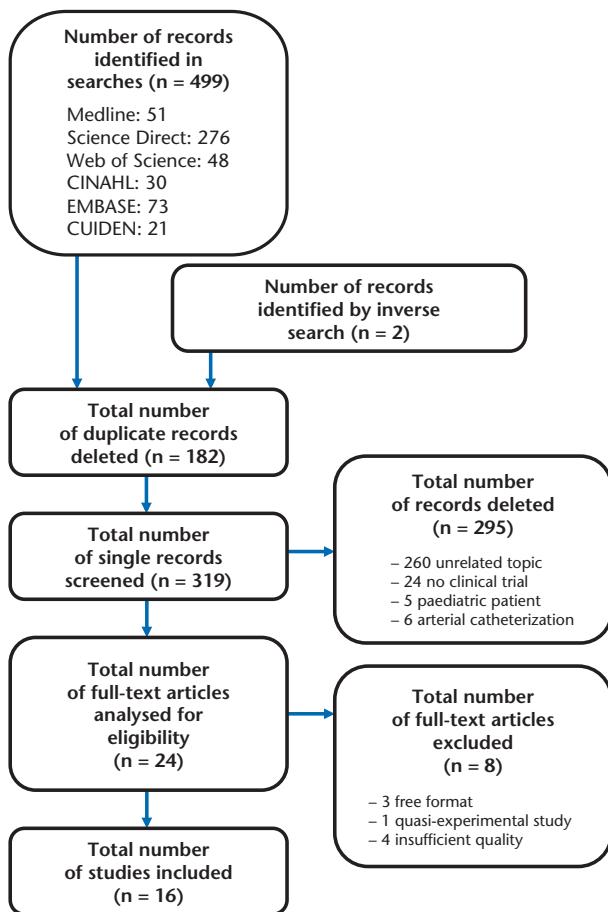 Number of records
identified in
searches (n = 499)
Medline: 51
Science Direct: 276
Web of Science: 48
CINAHL: 30
EMBASE: 73
CUIDEN: 21
Number of records
identified by inverse
search (n = 2)
Total number
of duplicate records
deleted (n = 182)
Total number
of single records
screened (n = 319)
Total number
of records deleted
(n = 295)
– 260 unrelated topic
– 24 no clinical trial
– 5 paediatric patient
– 6 arterial catheterization
Total number
of full-text articles
analysed for
eligibility
(n = 24)
Total number
of full-text articles
excluded
(n = 8)
– 3 free format
– 1 quasi-experimental study
– 4 insufficient quality
Total number
of studies included
(n = 16)